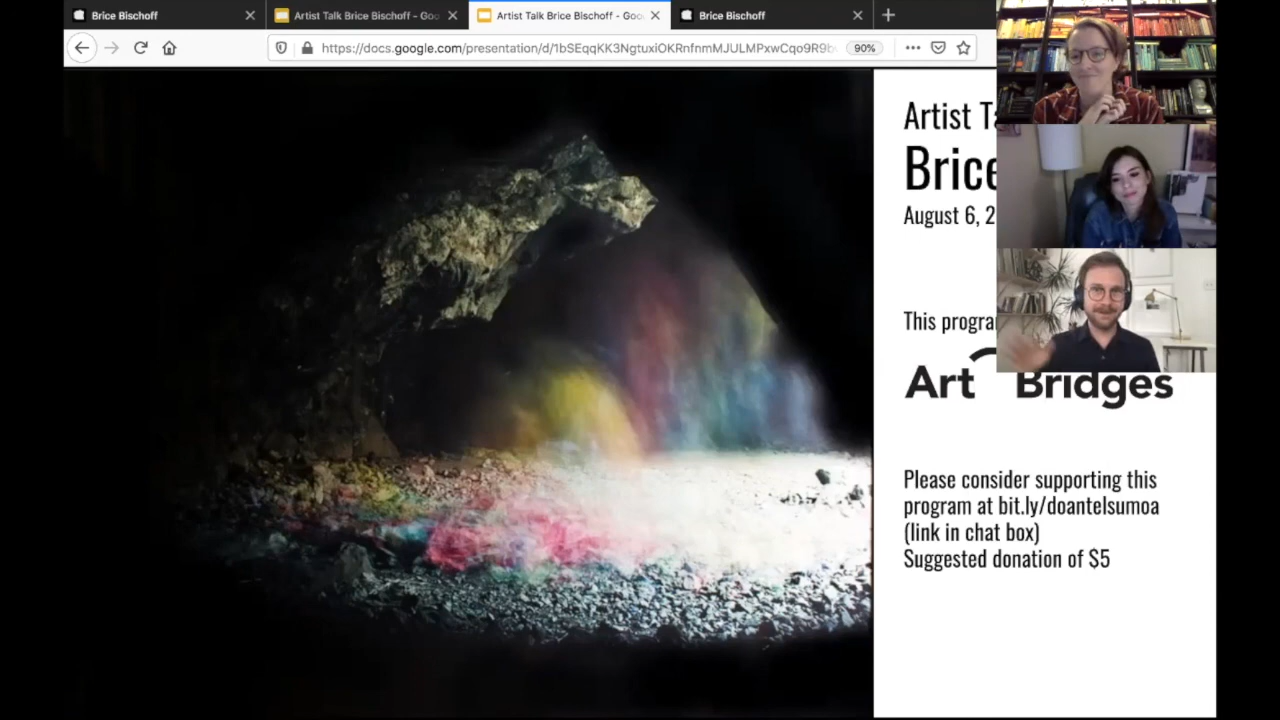 Brice Bischoff
Artist Talk Brice Bischoff – Goo
Artist Talk Brice Bischoff - Goo
Brice Bischoff
https://docs.google.com/presentation/d/1bSEqqKK3NgtuxiOKRnfnmMJULMPxwCqo9R9b
90%
Artist
Brice
August 6, 2
This progra
Art Bridges
Please consider supporting this
program at bit.ly/doantelsumoa
(link in chat box)
Suggested donation of $5